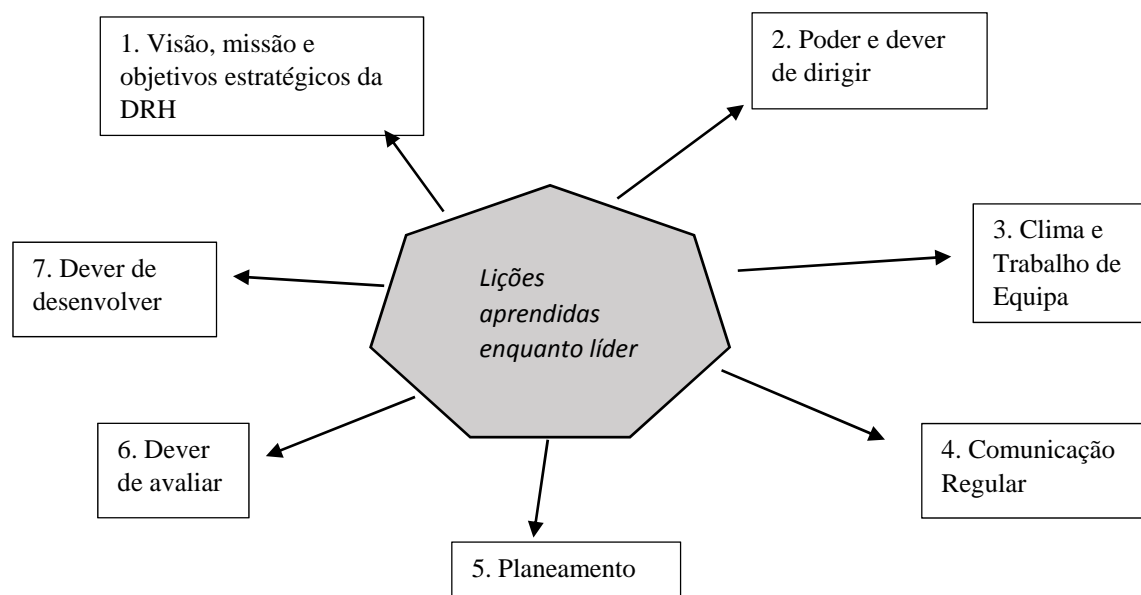 1. Visão, missão e
objetivos estratégicos da
DRH
2. Poder e dever
de dirigir
3. Clima e
Trabalho de
Equipa
4. Comunicação
Regular
5. Planeamento
6. Dever
de avaliar
7. Dever de
desenvolver
Lições
aprendidas
enquanto líder